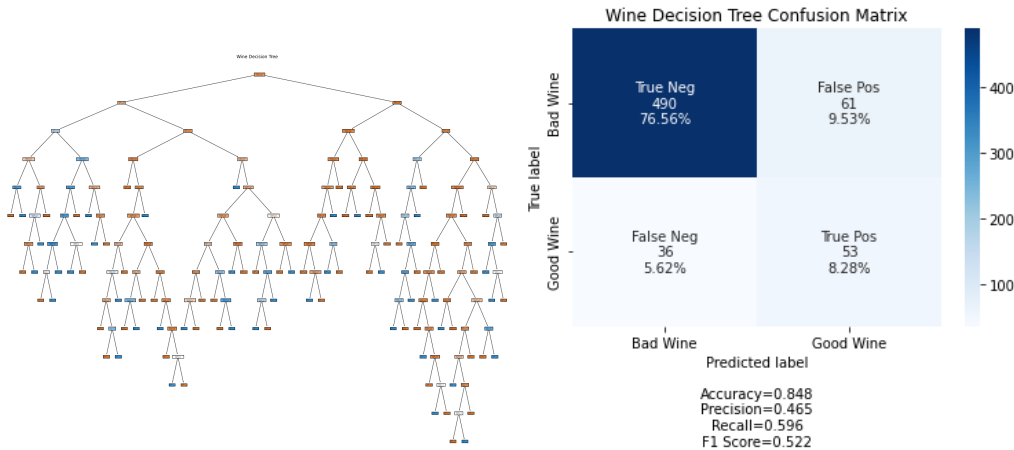 Wine Decision Tree
Wine Decision Tree Confusion Matrix
True label
Bad Wine
Good Wine
True Neg
490
76.56%
False Pos
61
9.53%
False Neg
36
5.62%
True Pos
53
8.28%
400
300
200
100
Bad Wine
Good Wine
Predicted label
Accuracy=0.848
Precision=0.465
Recall=0.596
F1 Score=0.522